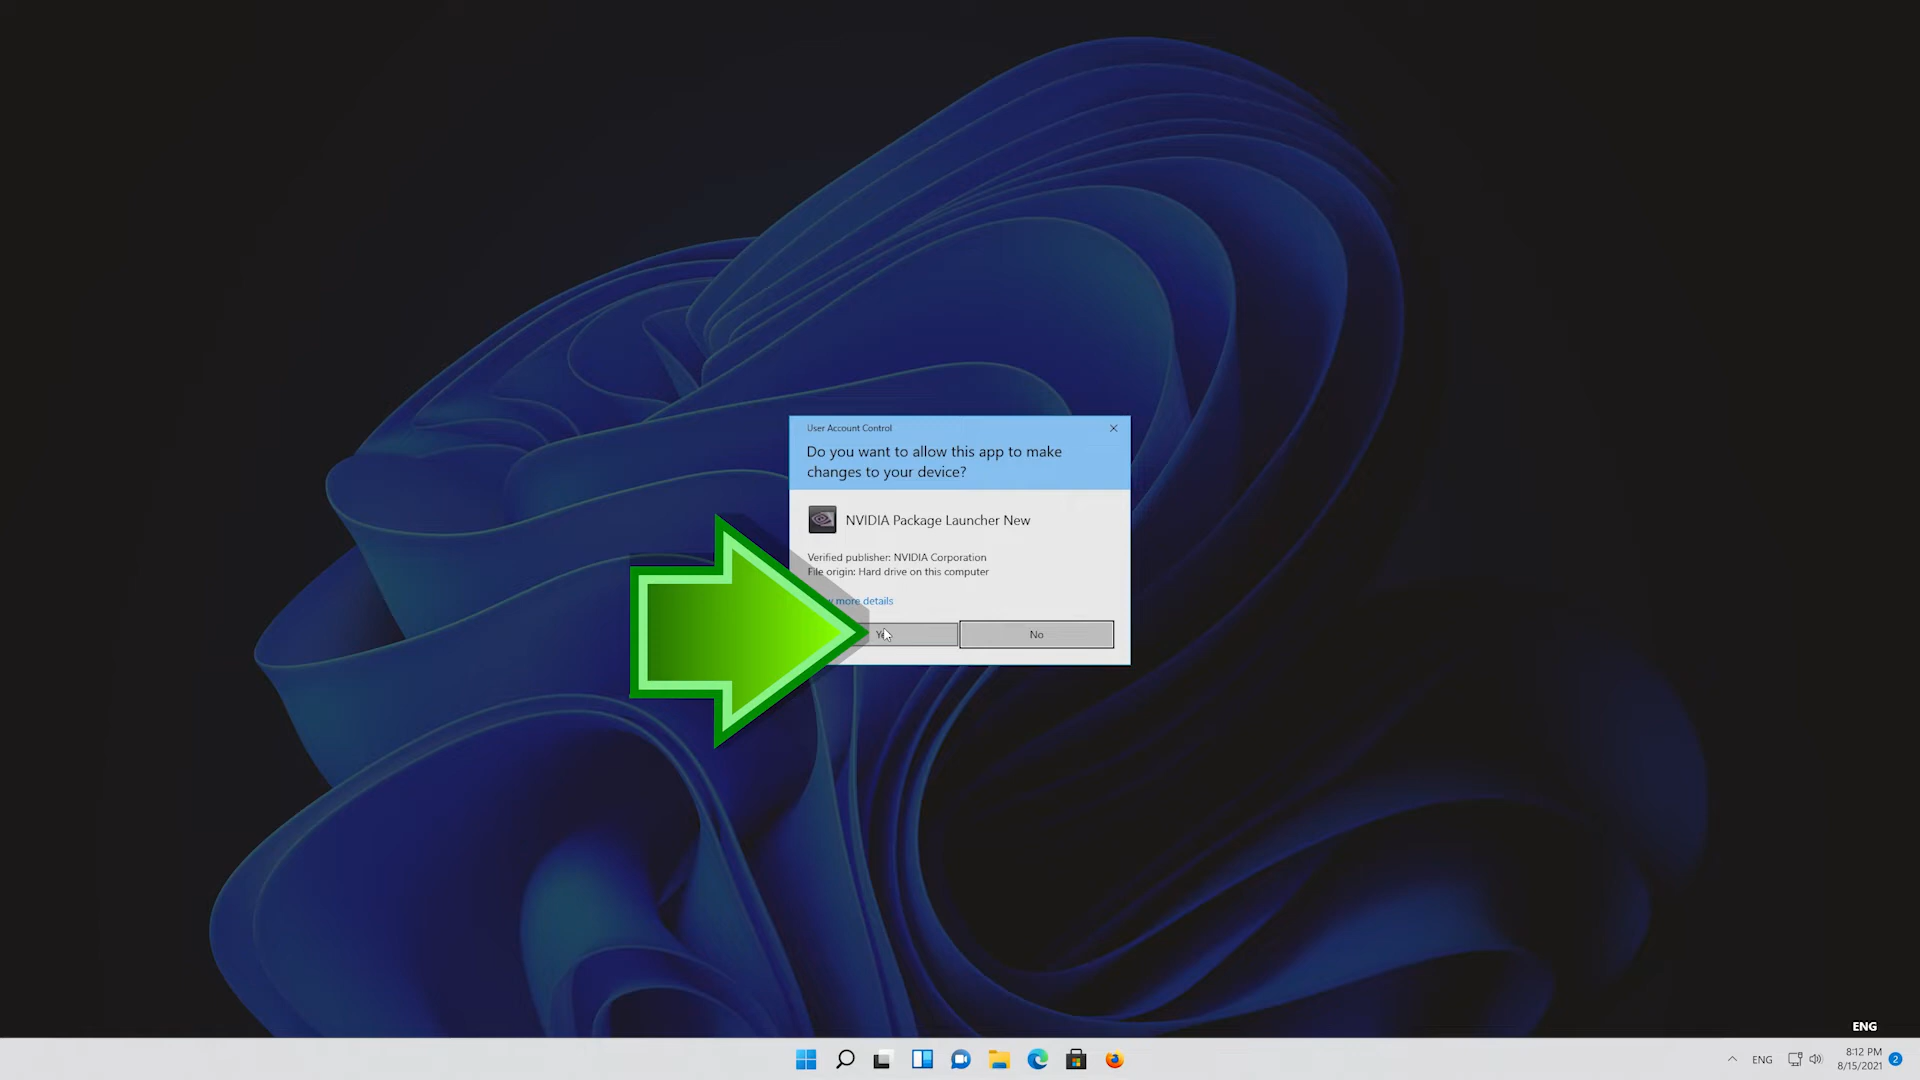 User Account Control
Do you want to allow this app to make
changes to your device?
NVIDIA Package Launcher New
Verified publisher: NVIDIA Corporation
File origin: Hard drive on this computer
more details
No
ENG
ENG
8:12 PM
8/15/2021
2